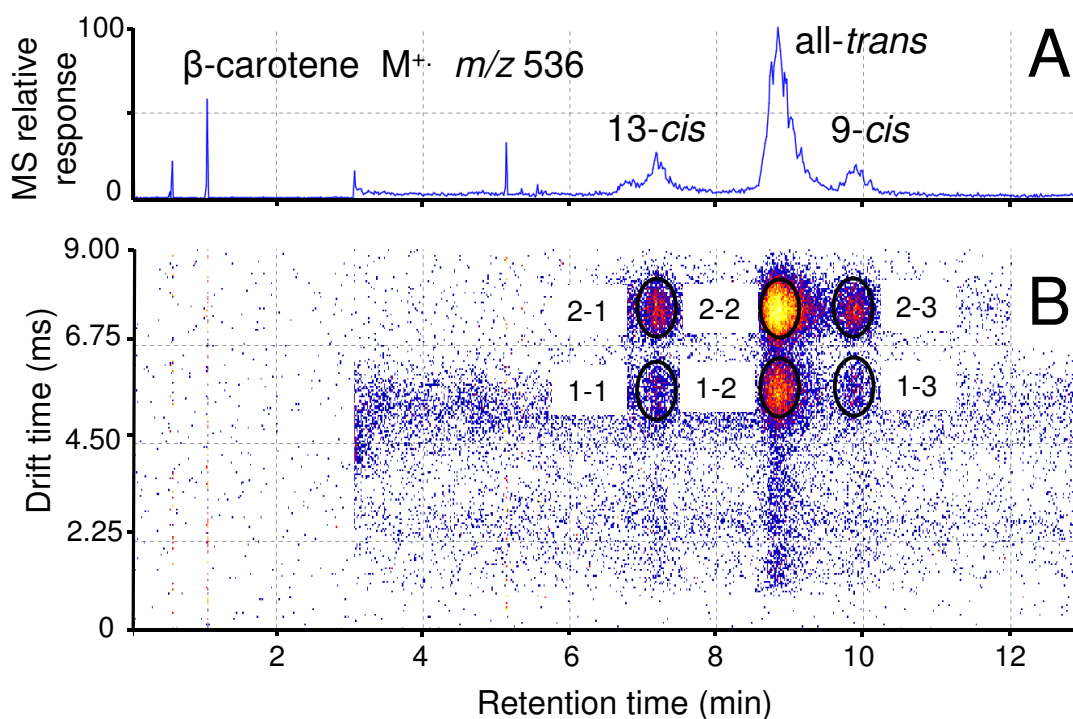 A
100
0
MS relative
response
β-carotene M⁺· m/z 536
13-cis
all-trans
9-cis
B
9.00
6.75
4.50
2.25
0
Drift time (ms)
2-1
2-2
2-3
1-1
1-2
1-3
2 4 6 8 10 12
Retention time (min)